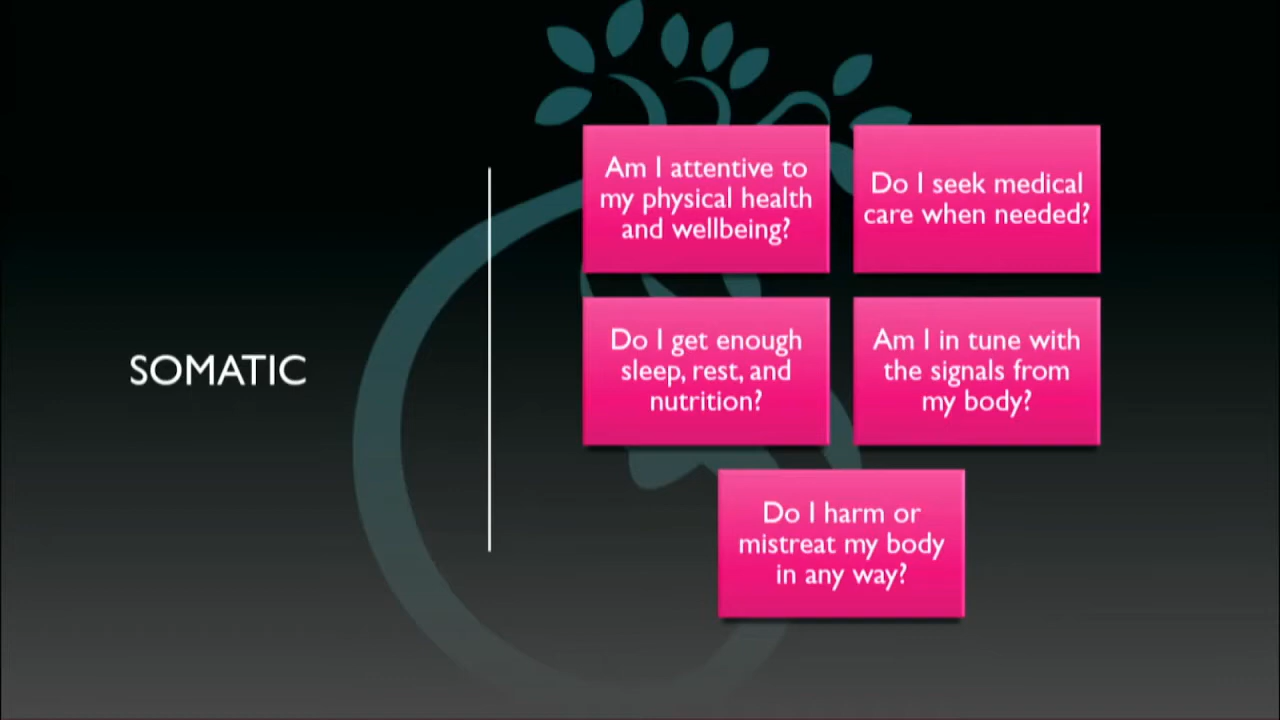 SOMATIC
Am I attentive to
my physical health
and wellbeing?
Do I seek medical
care when needed?
Do I get enough
sleep, rest, and
nutrition?
Am I in tune with
the signals from
my body?
Do I harm or
mistreat my body
in any way?